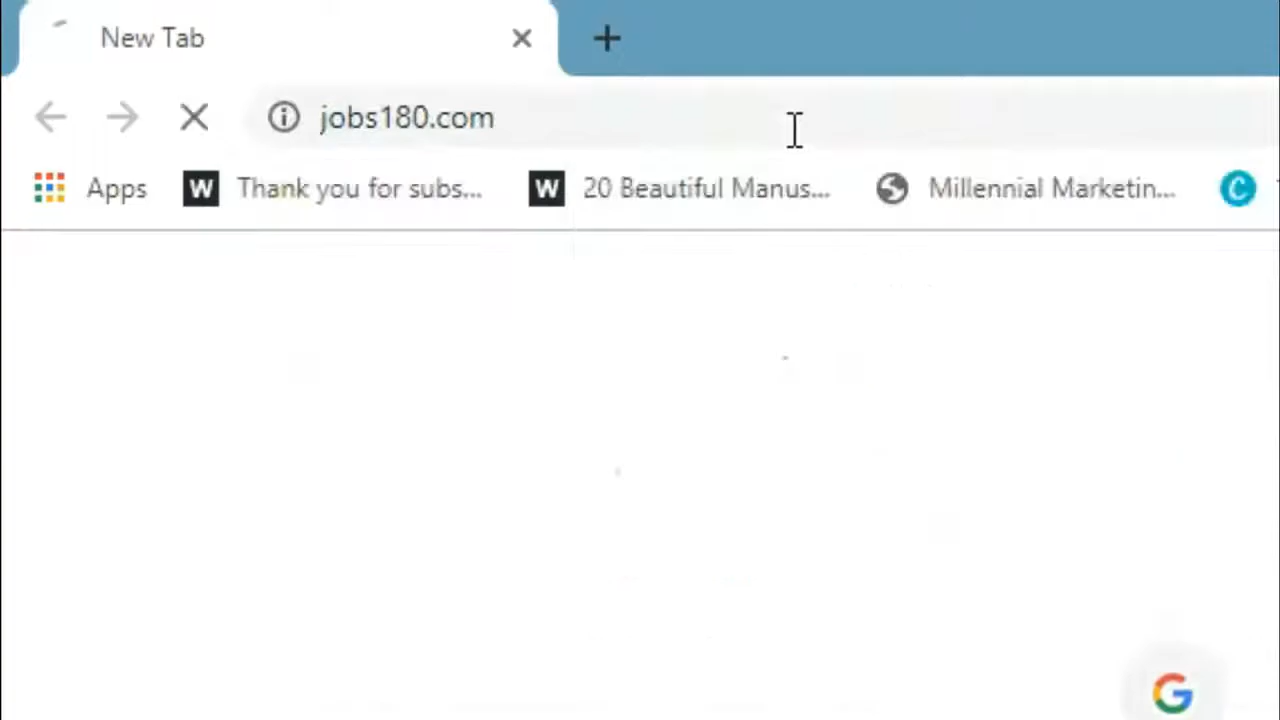 New Tab
jobs180.com
Apps W Thank you for subs... W 20 Beautiful Manus... Millennial Marketin... C
G